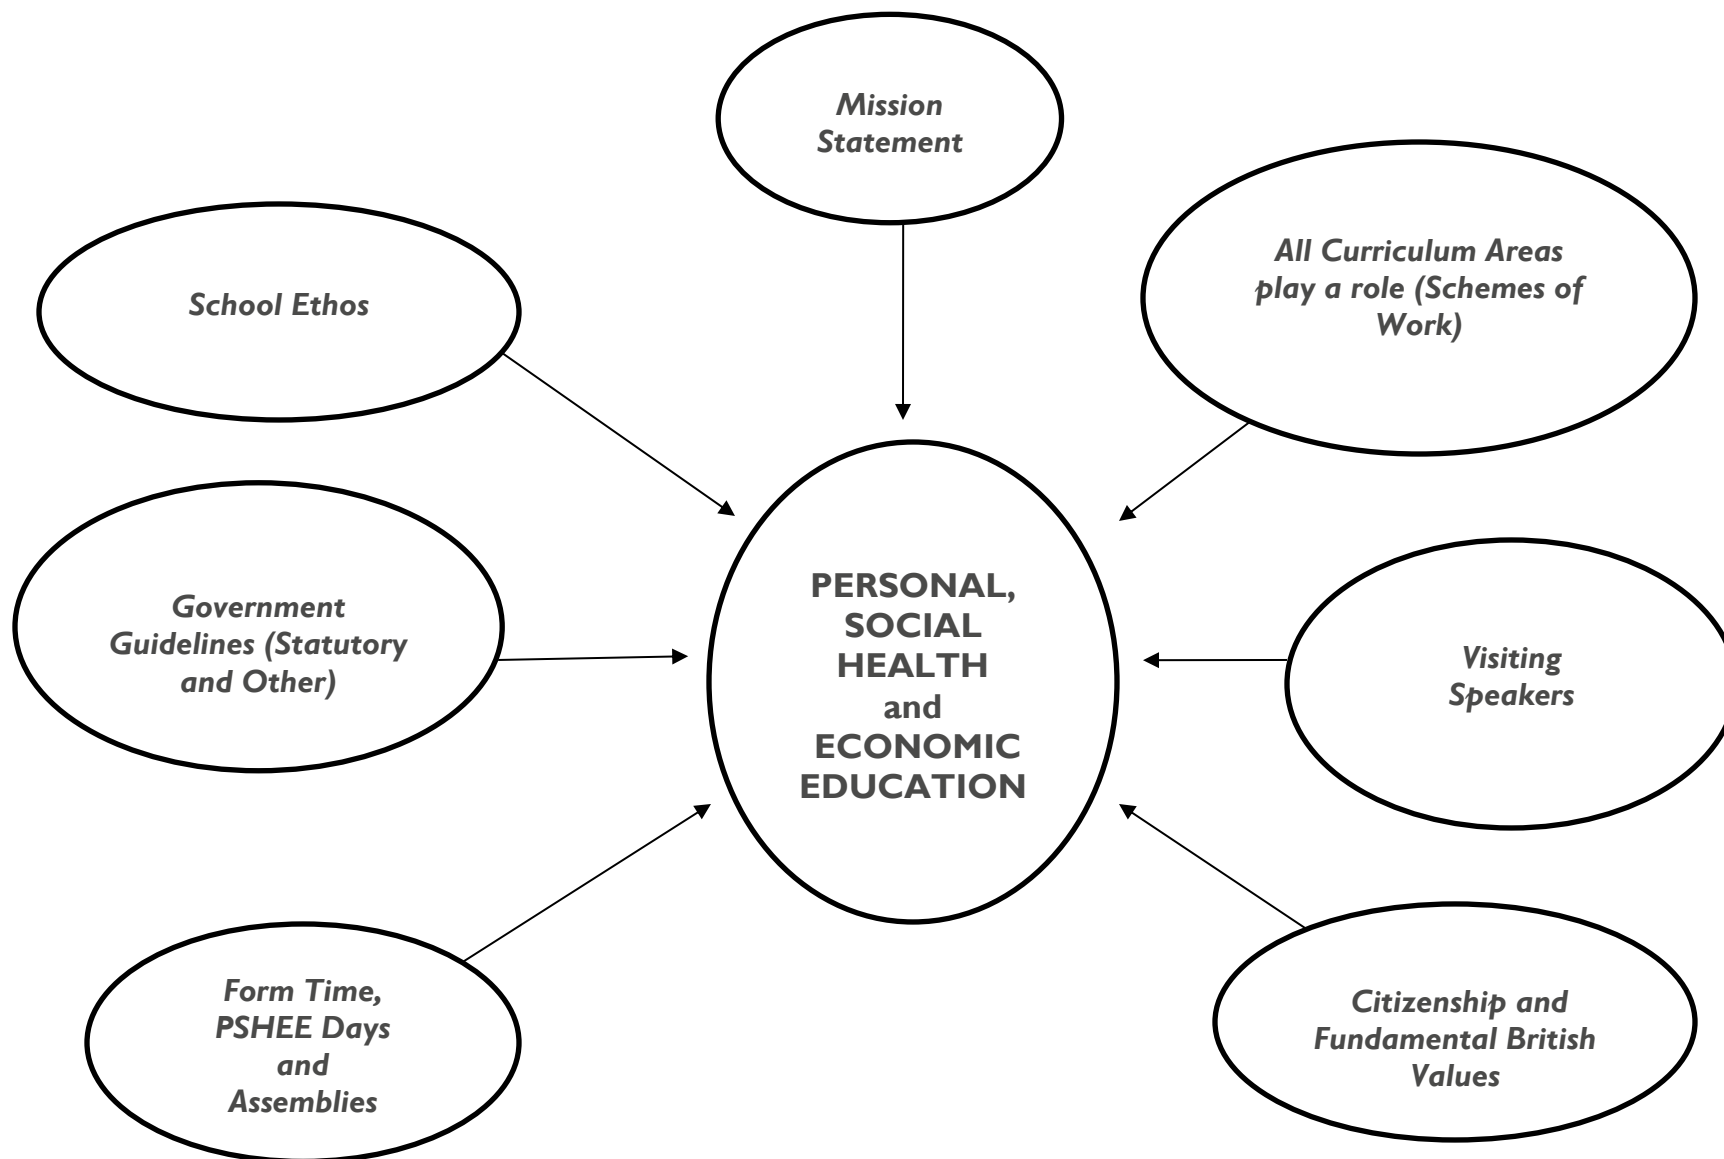 Mission
Statement
School Ethos
All Curriculum Areas
play a role (Schemes of
Work)
Government
Guidelines (Statutory
and Other)
PERSONAL,
SOCIAL
HEALTH
and
ECONOMIC
EDUCATION
Visiting
Speakers
Form Time,
PSHEE Days
and
Assemblies
Citizenship and
Fundamental British
Values